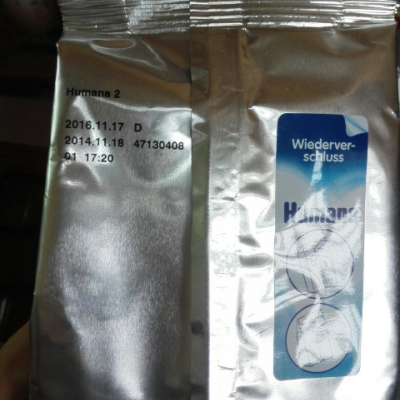 Humana 2
2016.11.17 D
2014.11.18 47130408
01 17:20
Wiederver-
schluss
Humana